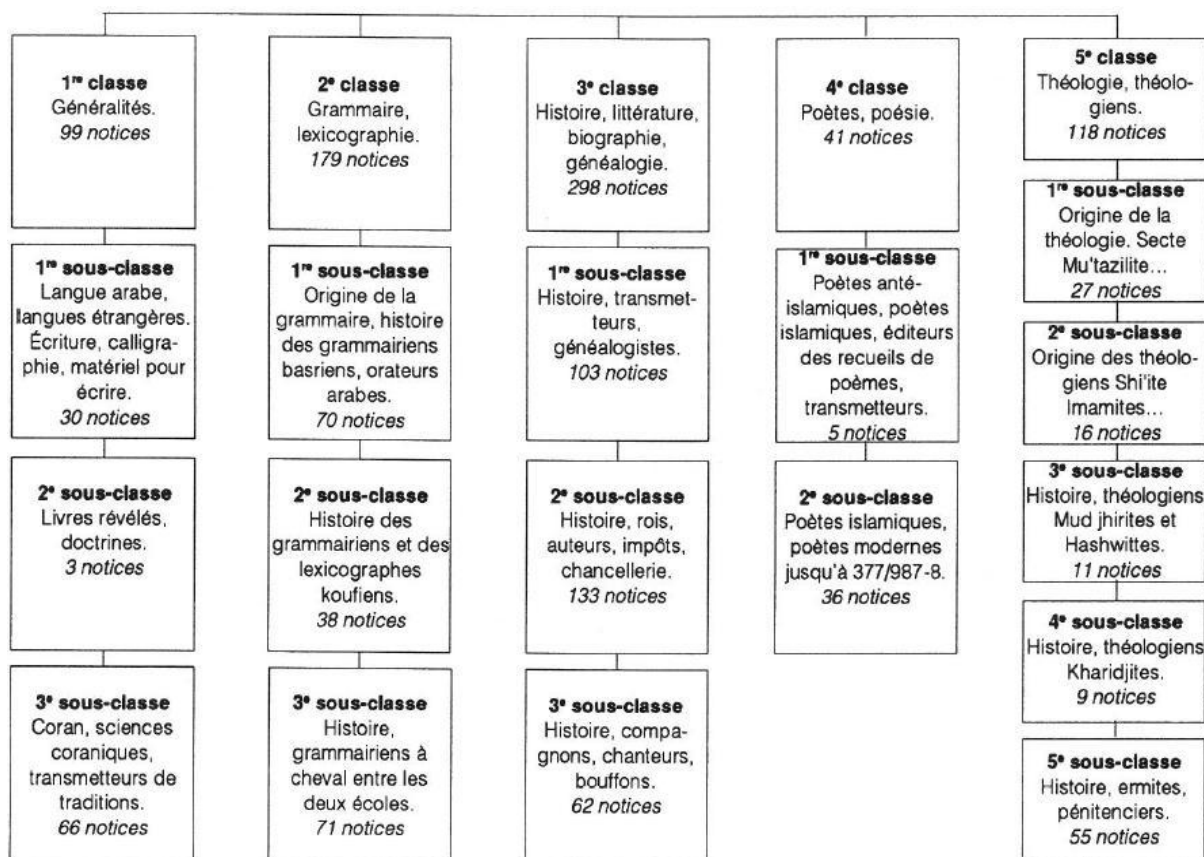 1re classe
Généralités.
99 notices
1re sous-classe
Langue arabe,
langues étrangères.
Écriture, calligra-
phie, matériel pour
écrire.
30 notices
2e sous-classe
Livres révélés,
doctrines.
3 notices
3e sous-classe
Coran, sciences
coraniques,
transmetteurs de
traditions.
66 notices
2e classe
Grammaire,
lexicographie.
179 notices
1re sous-classe
Origine de la
grammaire, histoire
des grammairiens
basriens, orateurs
arabes.
70 notices
2e sous-classe
Histoire des
grammairiens et des
lexicographes
koufiens.
38 notices
3e sous-classe
Histoire,
grammairiens à
cheval entre les
deux écoles.
71 notices
3e classe
Histoire, littérature,
biographie,
généalogie.
298 notices
1re sous-classe
Histoire, transmet-
teurs,
généalogistes.
103 notices
2e sous-classe
Histoire, rois,
auteurs, impôts,
chancellerie.
133 notices
3e sous-classe
Histoire, compa-
gnons, chanteurs,
bouffons.
62 notices
4e classe
Poètes, poésie.
41 notices
1re sous-classe
Poètes anté-
islamiques, poètes
islamiques, éditeurs
des recueils de
poèmes,
transmetteurs.
5 notices
2e sous-classe
Poètes islamiques,
poètes modernes
jusqu'à 377/987-8.
36 notices
5e classe
Théologie, théolo-
giens.
118 notices
1re sous-classe
Origine de la
théologie. Secte
Mu'tazilite...
27 notices
2e sous-classe
Origine des théolo-
giens Shi'ite
Imamites...
16 notices
3e sous-classe
Histoire, théologiens
Mud jhirites et
Hashwittes.
11 notices
4e sous-classe
Histoire, théologiens
Kharidjites.
9 notices
5e sous-classe
Histoire, ermites,
pénitenciers.
55 notices